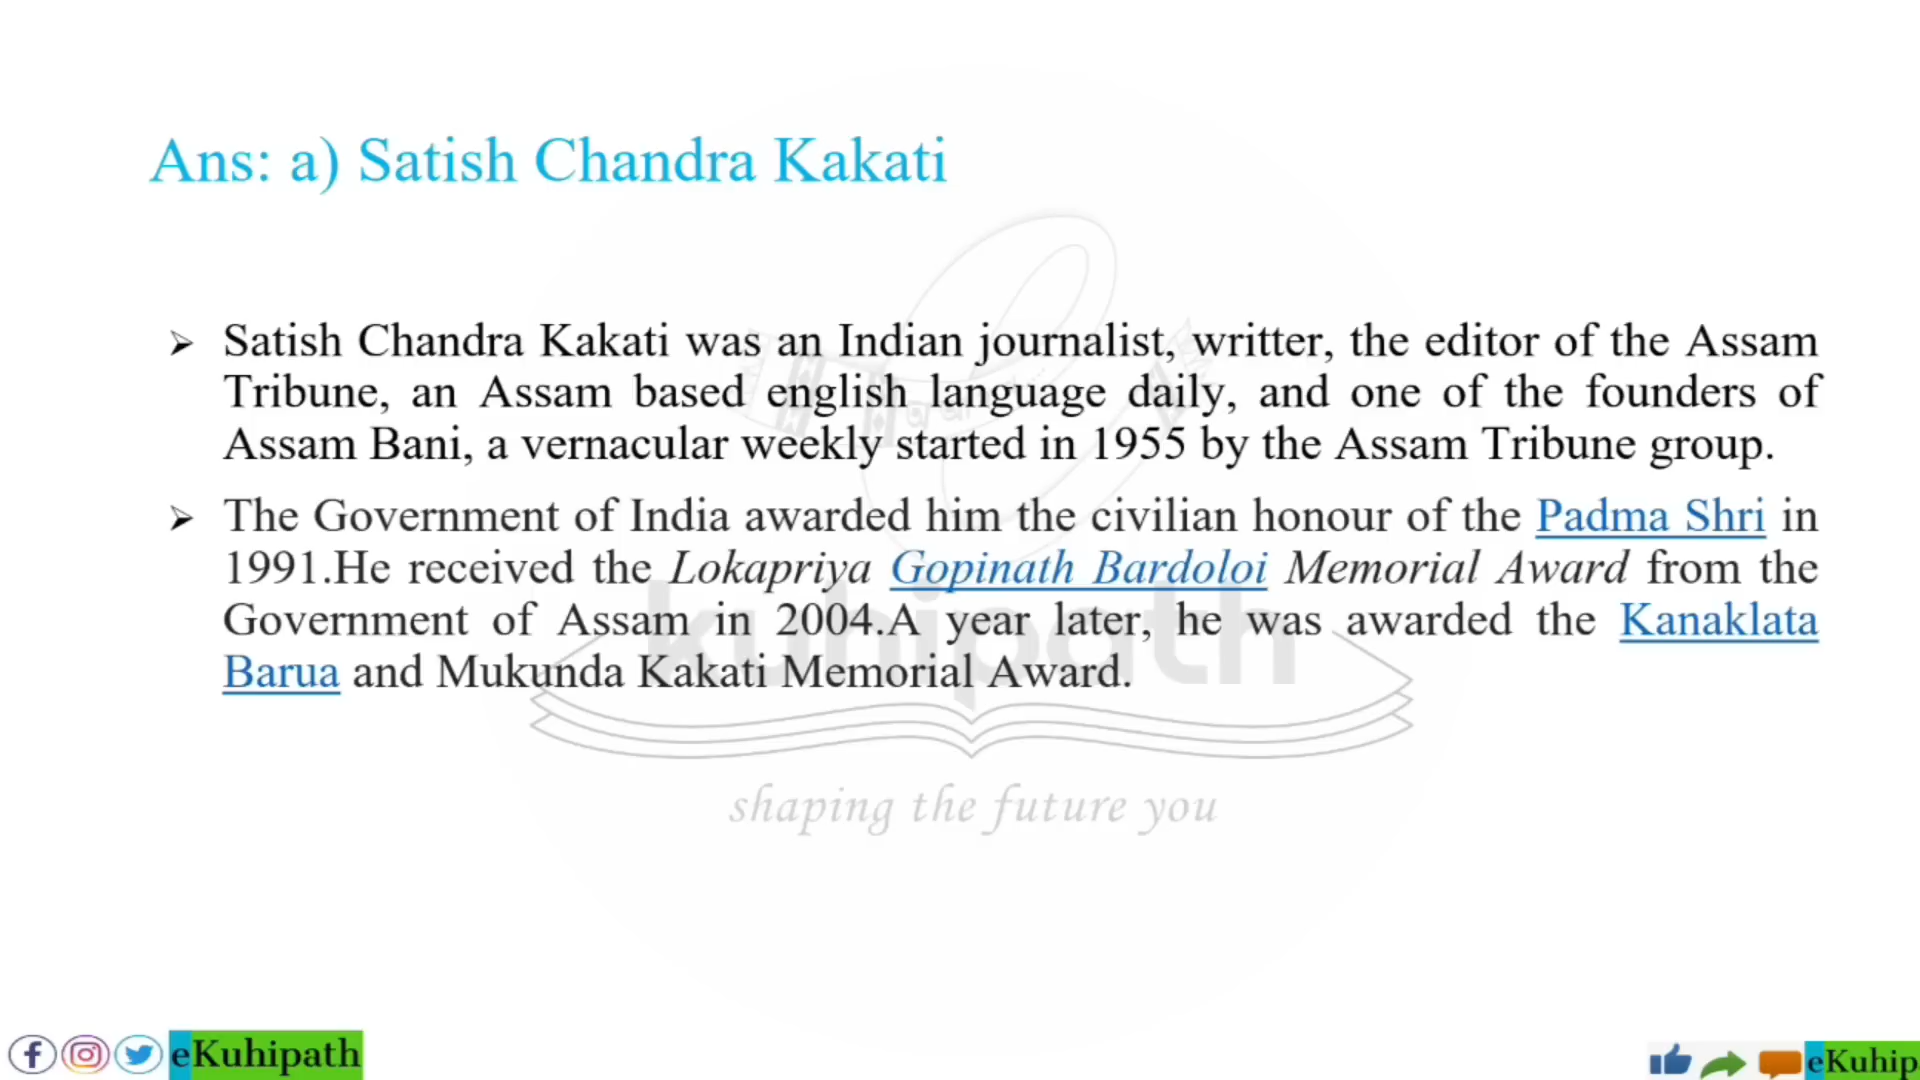 Ans: a) Satish Chandra Kakati
Satish Chandra Kakati was an Indian journalist, writter, the editor of the Assam
Tribune, an Assam based english language daily, and one of the founders of
Assam Bani, a vernacular weekly started in 1955 by the Assam Tribune group.
The Government of India awarded him the civilian honour of the Padma Shri in
1991.He received the Lokapriya Gopinath Bardoloi Memorial Award from the
Government of Assam in 2004.A year later, he was awarded the Kanaklata
Barua and Mukunda Kakati Memorial Award.
kuhipath
shaping the future you
eKuhipath
eKuhip